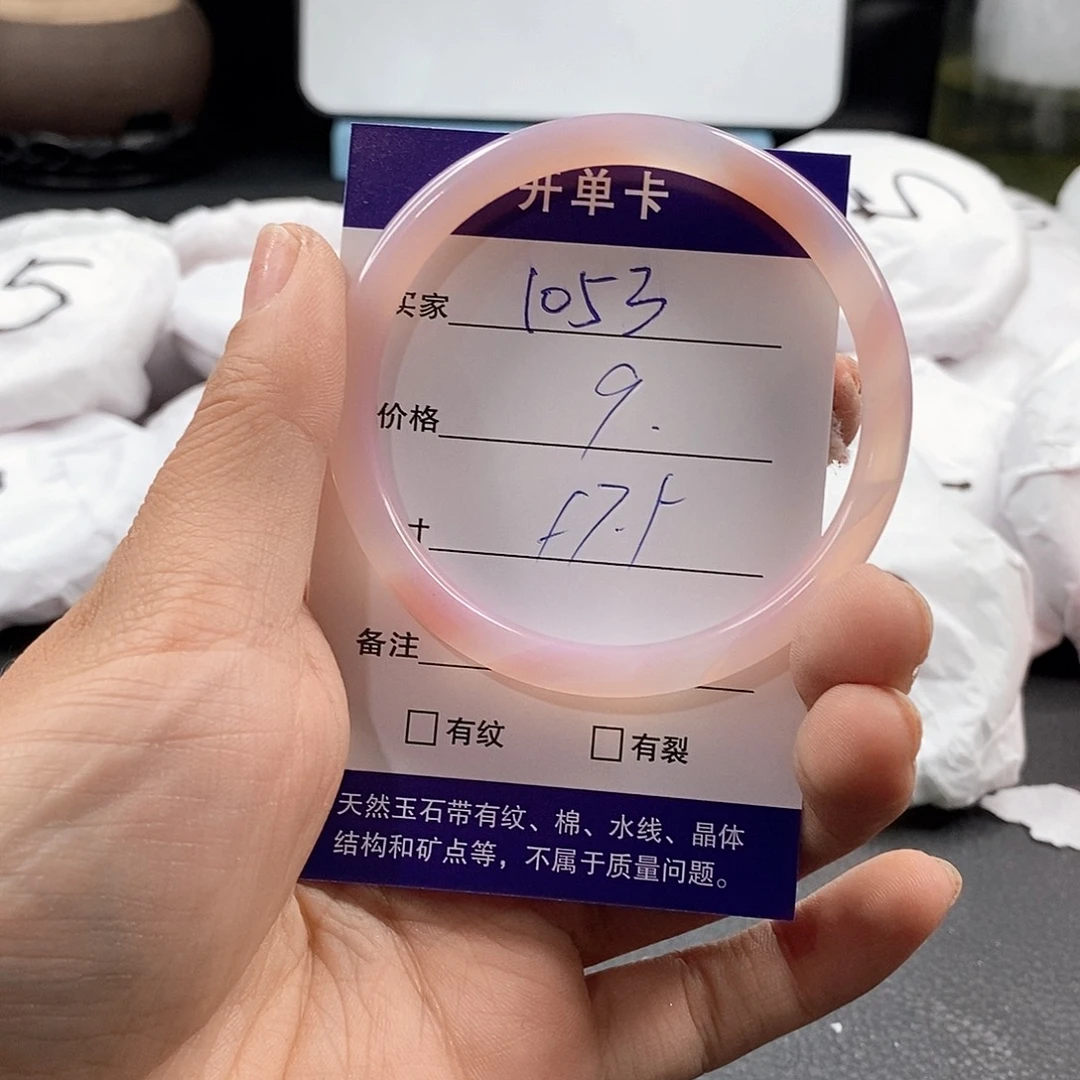 开单卡
买家 1053
价格 9.
寸 57.5
备注
有纹 有裂
天然玉石带有纹、棉、水线、晶体
结构和矿点等，不属于质量问题。
5
5